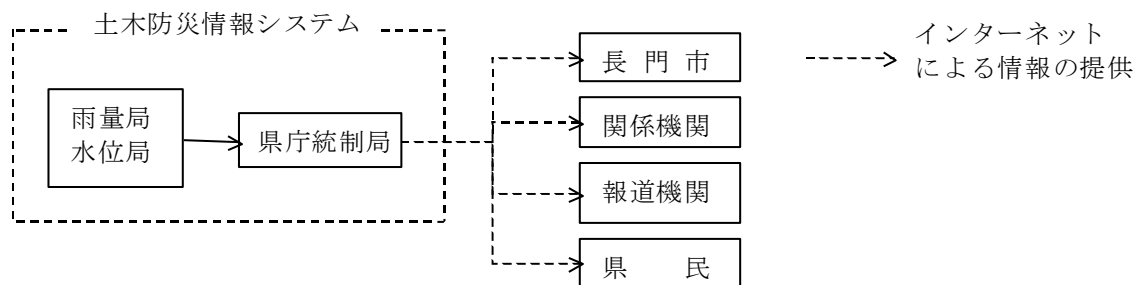 土木防災情報システム
雨量局
水位局
県庁統制局
長 門 市
関係機関
報道機関
県　　民
インターネット
による情報の提供